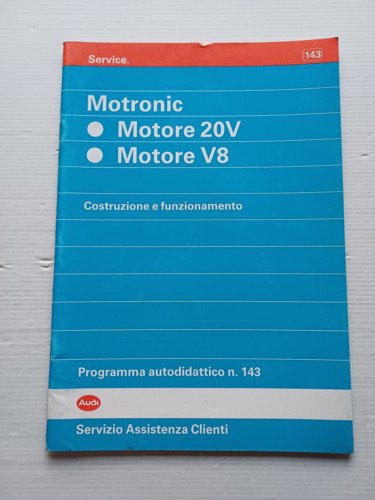 Service.
143
Motronic
● Motore 20V
● Motore V8
Costruzione e funzionamento
Programma autodidattico n. 143
Audi
Servizio Assistenza Clienti